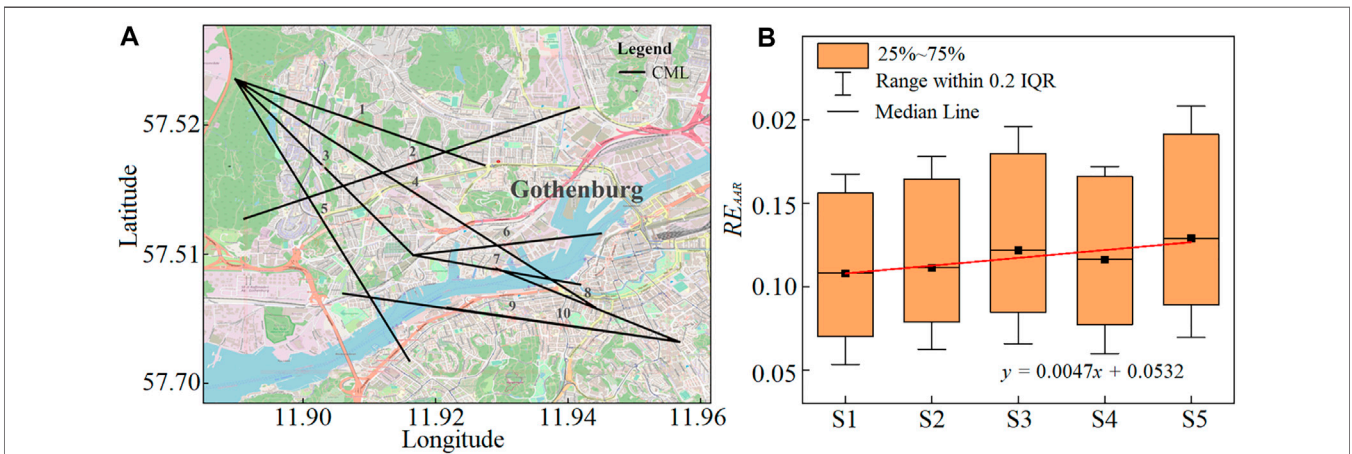 A
Legend
CML
1
2
3
4
5
6
7
8
9
10
Gothenburg
57.52
57.51
57.70
Latitude
11.90
11.92
11.94
11.96
Longitude
B
25%~75%
Range within 0.2 IQR
Median Line
0.02
0.15
0.10
0.05
RE_AAR
y = 0.0047x + 0.0532
S1
S2
S3
S4
S5